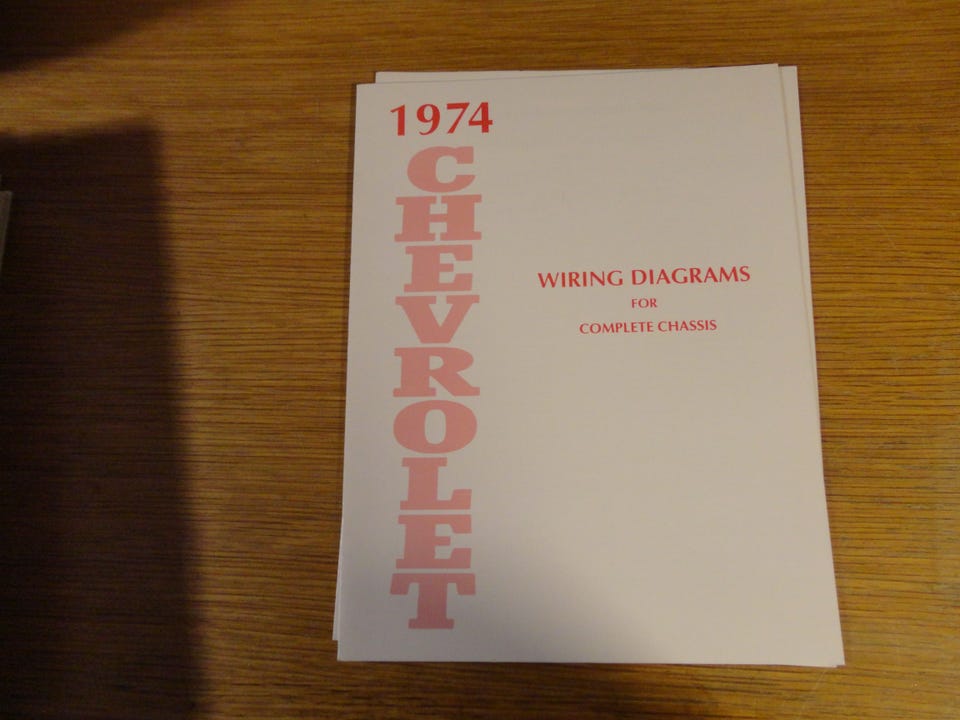 1974
CHEVROLET
WIRING DIAGRAMS
FOR
COMPLETE CHASSIS